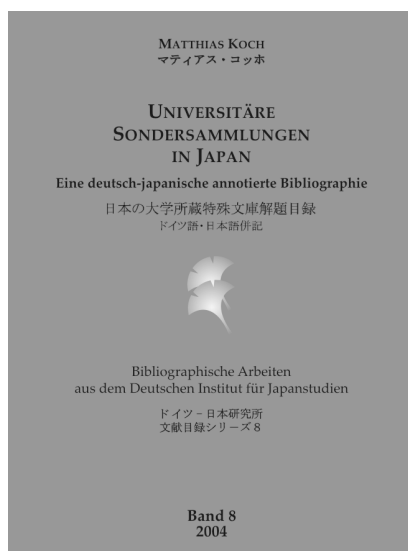 MATTHIAS KOCH
マティアス・コッホ
UNIVERSITÄRE
SONDERSAMMLUNGEN
IN JAPAN
Eine deutsch-japanische annotierte Bibliographie
日本の大学所蔵特殊文庫解題目録
ドイツ語・日本語併記
Bibliographische Arbeiten
aus dem Deutschen Institut für Japanstudien
ドイツ－日本研究所
文献目録シリーズ 8
Band 8
2004